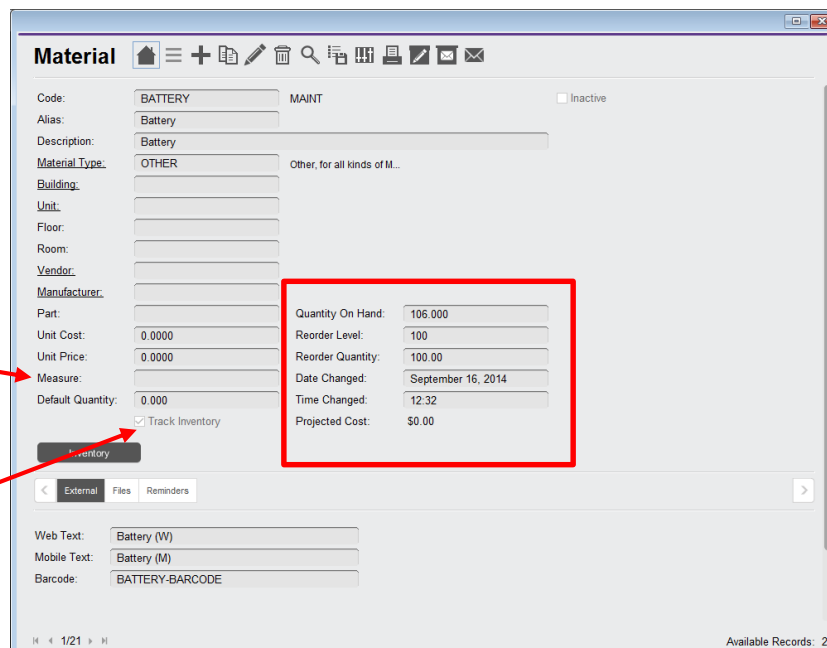 Material
Code: BATTERY MAINT Inactive
Alias: Battery
Description: Battery
Material Type: OTHER Other, for all kinds of M...
Building:
Unit:
Floor:
Room:
Vendor:
Manufacturer:
Part: Quantity On Hand: 106.000
Unit Cost: 0.0000 Reorder Level: 100
Unit Price: 0.0000 Reorder Quantity: 100.00
Measure: Date Changed: September 16, 2014
Default Quantity: 0.000 Time Changed: 12:32
Track Inventory Projected Cost: $0.00
Inventory
External Files Reminders
Web Text: Battery (W)
Mobile Text: Battery (M)
Barcode: BATTERY-BARCODE
1/21 Available Records: 2